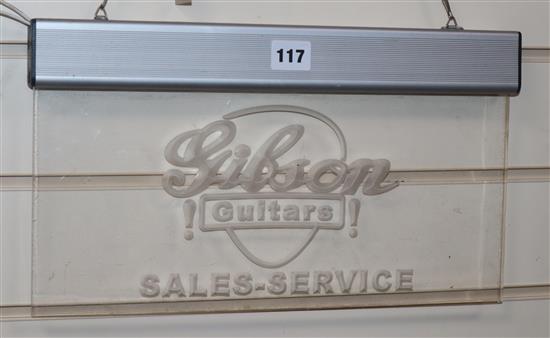 117
Gibson
! Guitars !
SALES-SERVICE